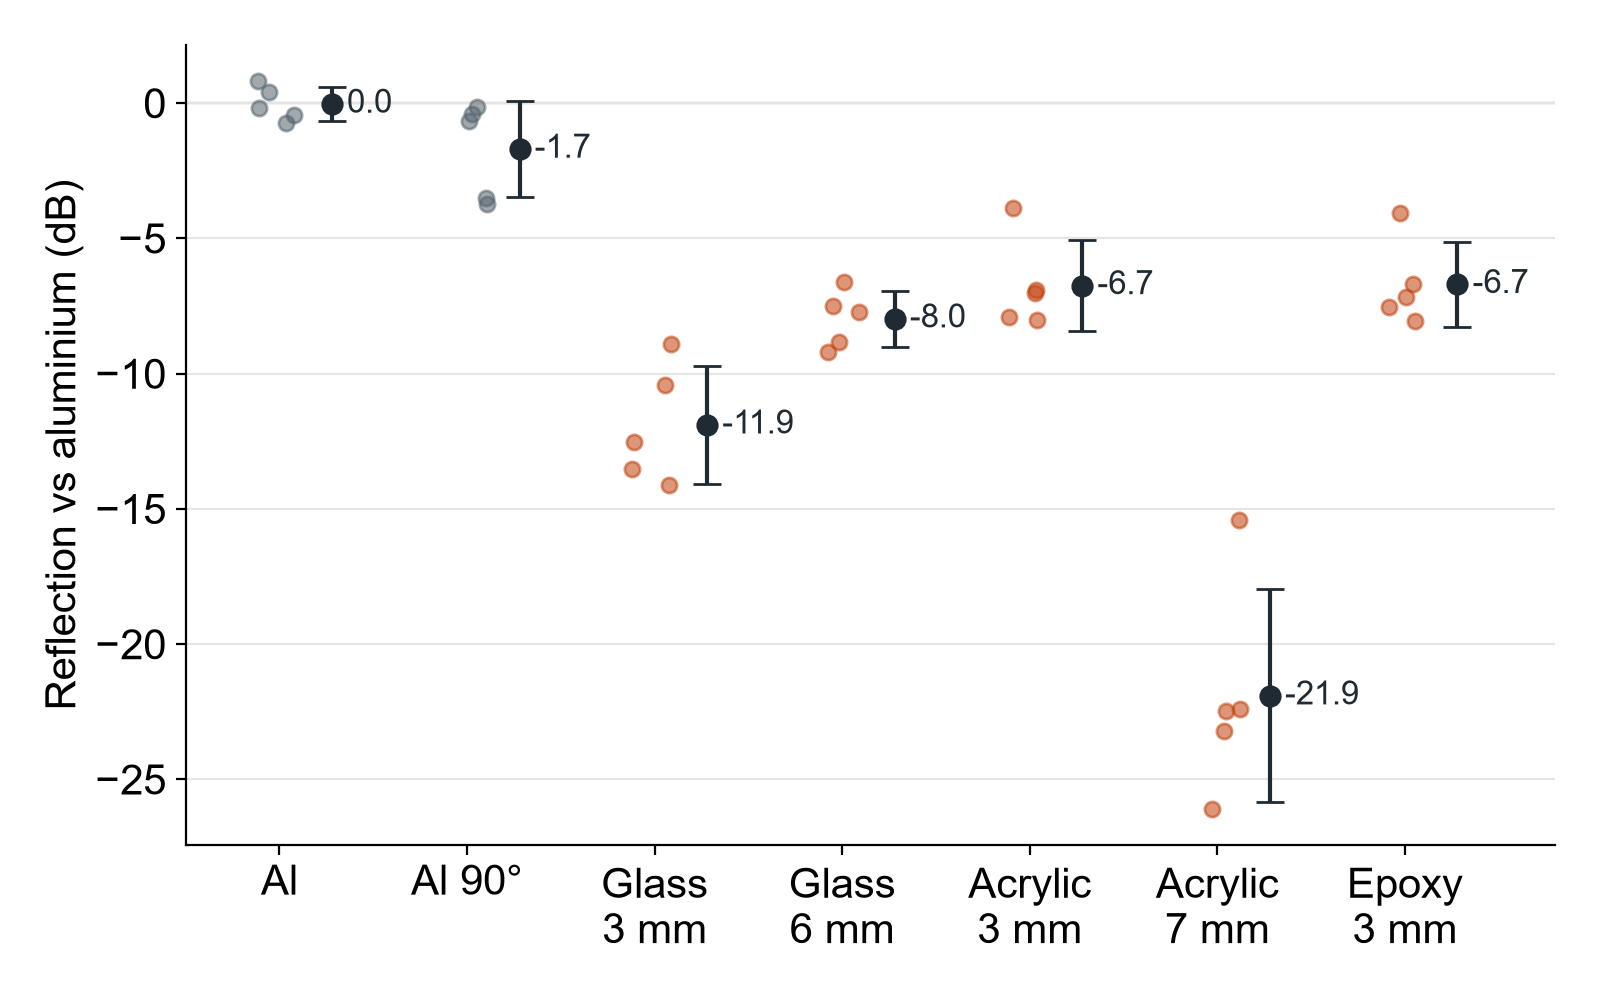 Reflection vs aluminium (dB)
0
−5
−10
−15
−20
−25
0.0
-1.7
-11.9
-8.0
-6.7
-21.9
-6.7
Al
Al 90°
Glass
3 mm
Glass
6 mm
Acrylic
3 mm
Acrylic
7 mm
Epoxy
3 mm